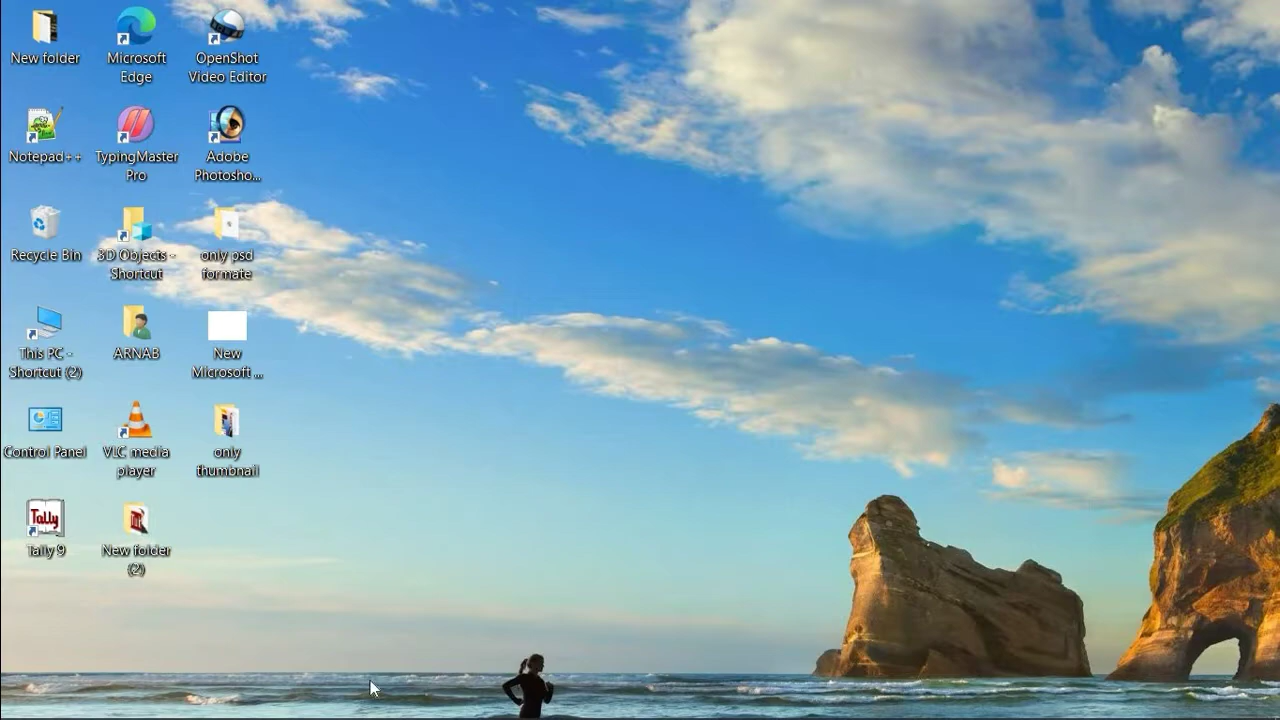 New folder
Microsoft
Edge
OpenShot
Video Editor
Notepad++
TypingMaster
Pro
Adobe
Photosho...
Recycle Bin
3D Objects -
Shortcut
only psd
formate
This PC -
Shortcut (2)
ARNAB
New
Microsoft ...
Control Panel
VLC media
player
only
thumbnail
Tally
Tally 9
New folder
(2)